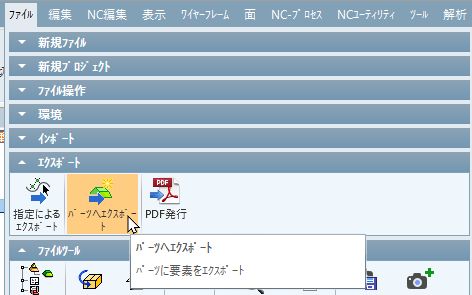 ファイル 編集 NC編集 表示 ワイヤーフレーム 面 NC-プロセス NCユーティリティ ツール 解析
新規ファイル
新規プロジェクト
ファイル操作
環境
インポート
エクスポート
指定による
エクスポート
パーツへエクスポー
ト
PDF発行
パーツへエクスポート
パーツに要素をエクスポート
ファイルツール